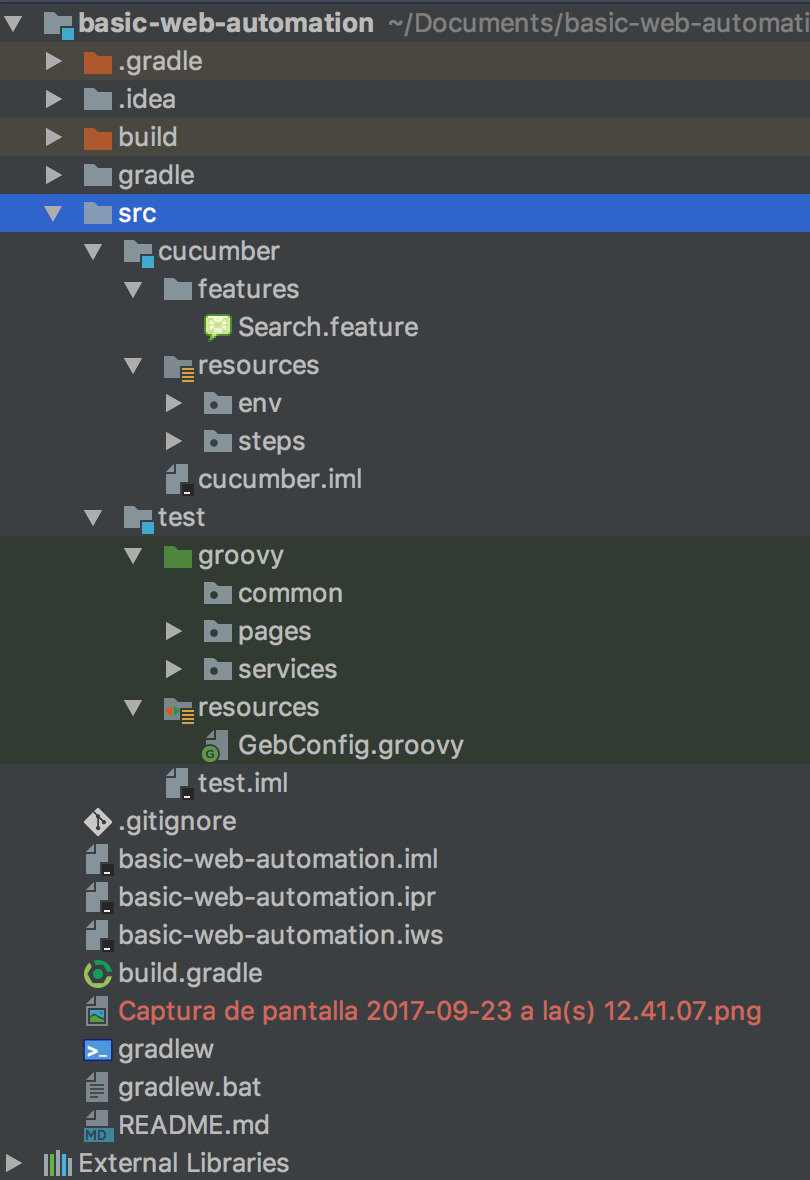 basic-web-automation ~/Documents/basic-web-automati
.gradle
.idea
build
gradle
src
cucumber
features
Search.feature
resources
env
steps
cucumber.iml
test
groovy
common
pages
services
resources
GebConfig.groovy
test.iml
.gitignore
basic-web-automation.iml
basic-web-automation.ipr
basic-web-automation.iws
build.gradle
Captura de pantalla 2017-09-23 a la(s) 12.41.07.png
gradlew
gradlew.bat
README.md
External Libraries